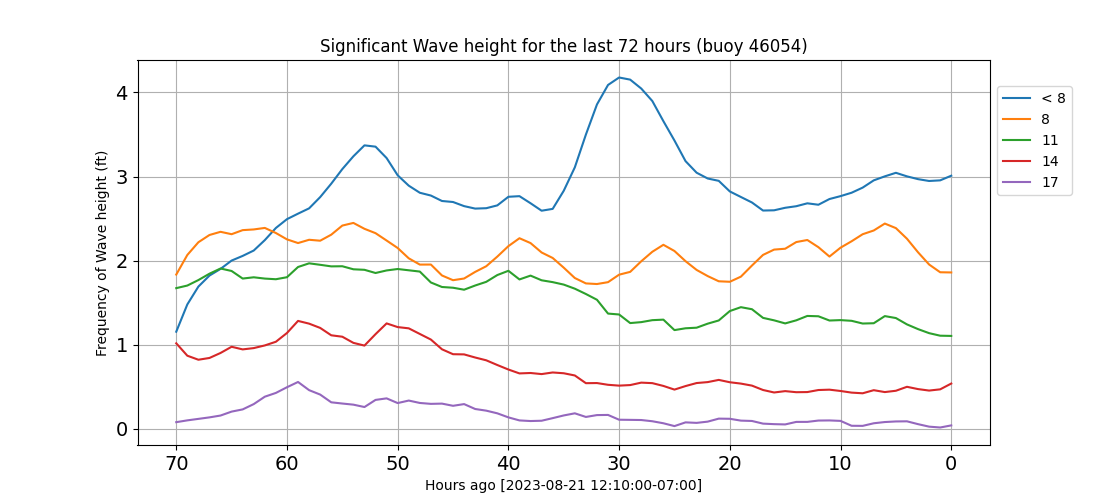 Significant Wave height for the last 72 hours (buoy 46054)
Frequency of Wave height (ft)
4
3
2
1
0
70 60 50 40 30 20 10 0
Hours ago [2023-08-21 12:10:00-07:00]
< 8
8
11
14
17